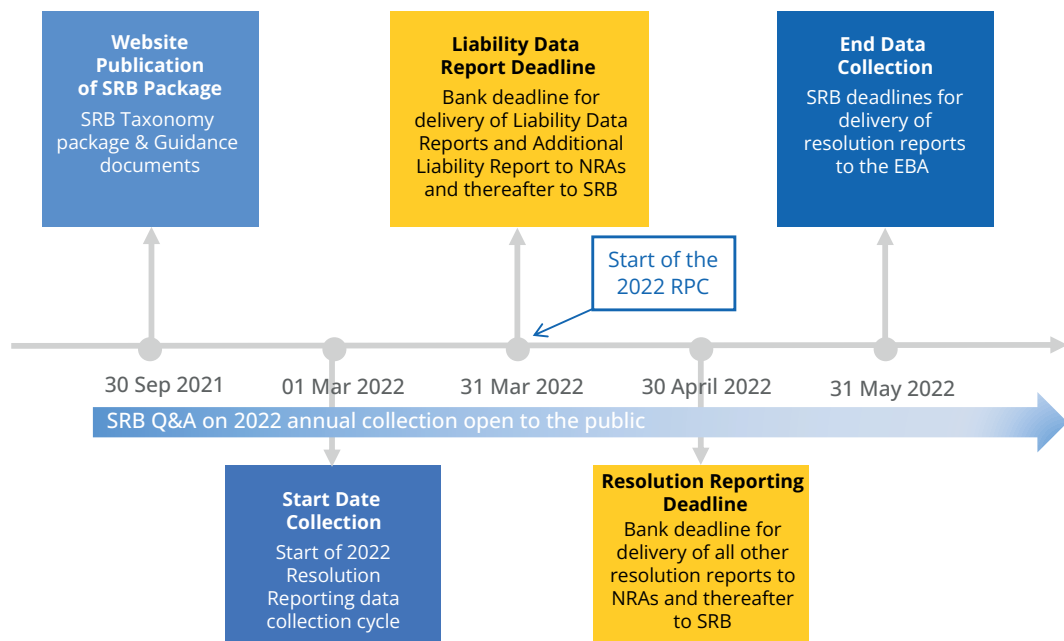 Website
Publication
of SRB Package
SRB Taxonomy
package & Guidance
documents
Liability Data
Report Deadline
Bank deadline for
delivery of Liability Data
Reports and Additional
Liability Report to NRAs
and thereafter to SRB
End Data
Collection
SRB deadlines for
delivery of
resolution reports
to the EBA
Start of the
2022 RPC
30 Sep 2021
01 Mar 2022
31 Mar 2022
30 April 2022
31 May 2022
SRB Q&A on 2022 annual collection open to the public
Start Date
Collection
Start of 2022
Resolution
Reporting data
collection cycle
Resolution Reporting
Deadline
Bank deadline for
delivery of all other
resolution reports to
NRAs and thereafter
to SRB